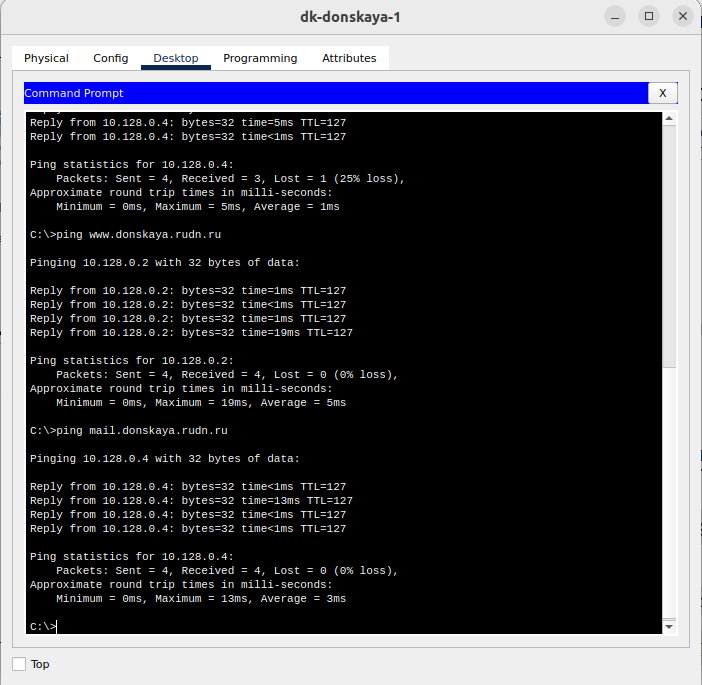 dk-donskaya-1
Physical Config Desktop Programming Attributes
Command Prompt X
Reply from 10.128.0.4: bytes=32 time=5ms TTL=127
Reply from 10.128.0.4: bytes=32 time<1ms TTL=127
Ping statistics for 10.128.0.4:
Packets: Sent = 4, Received = 3, Lost = 1 (25% loss),
Approximate round trip times in milli-seconds:
Minimum = 0ms, Maximum = 5ms, Average = 1ms
C:\>ping www.donskaya.rudn.ru
Pinging 10.128.0.2 with 32 bytes of data:
Reply from 10.128.0.2: bytes=32 time=1ms TTL=127
Reply from 10.128.0.2: bytes=32 time<1ms TTL=127
Reply from 10.128.0.2: bytes=32 time=1ms TTL=127
Reply from 10.128.0.2: bytes=32 time=19ms TTL=127
Ping statistics for 10.128.0.2:
Packets: Sent = 4, Received = 4, Lost = 0 (0% loss),
Approximate round trip times in milli-seconds:
Minimum = 0ms, Maximum = 19ms, Average = 5ms
C:\>ping mail.donskaya.rudn.ru
Pinging 10.128.0.4 with 32 bytes of data:
Reply from 10.128.0.4: bytes=32 time<1ms TTL=127
Reply from 10.128.0.4: bytes=32 time=13ms TTL=127
Reply from 10.128.0.4: bytes=32 time<1ms TTL=127
Reply from 10.128.0.4: bytes=32 time<1ms TTL=127
Ping statistics for 10.128.0.4:
Packets: Sent = 4, Received = 4, Lost = 0 (0% loss),
Approximate round trip times in milli-seconds:
Minimum = 0ms, Maximum = 13ms, Average = 3ms
C:\>
Top